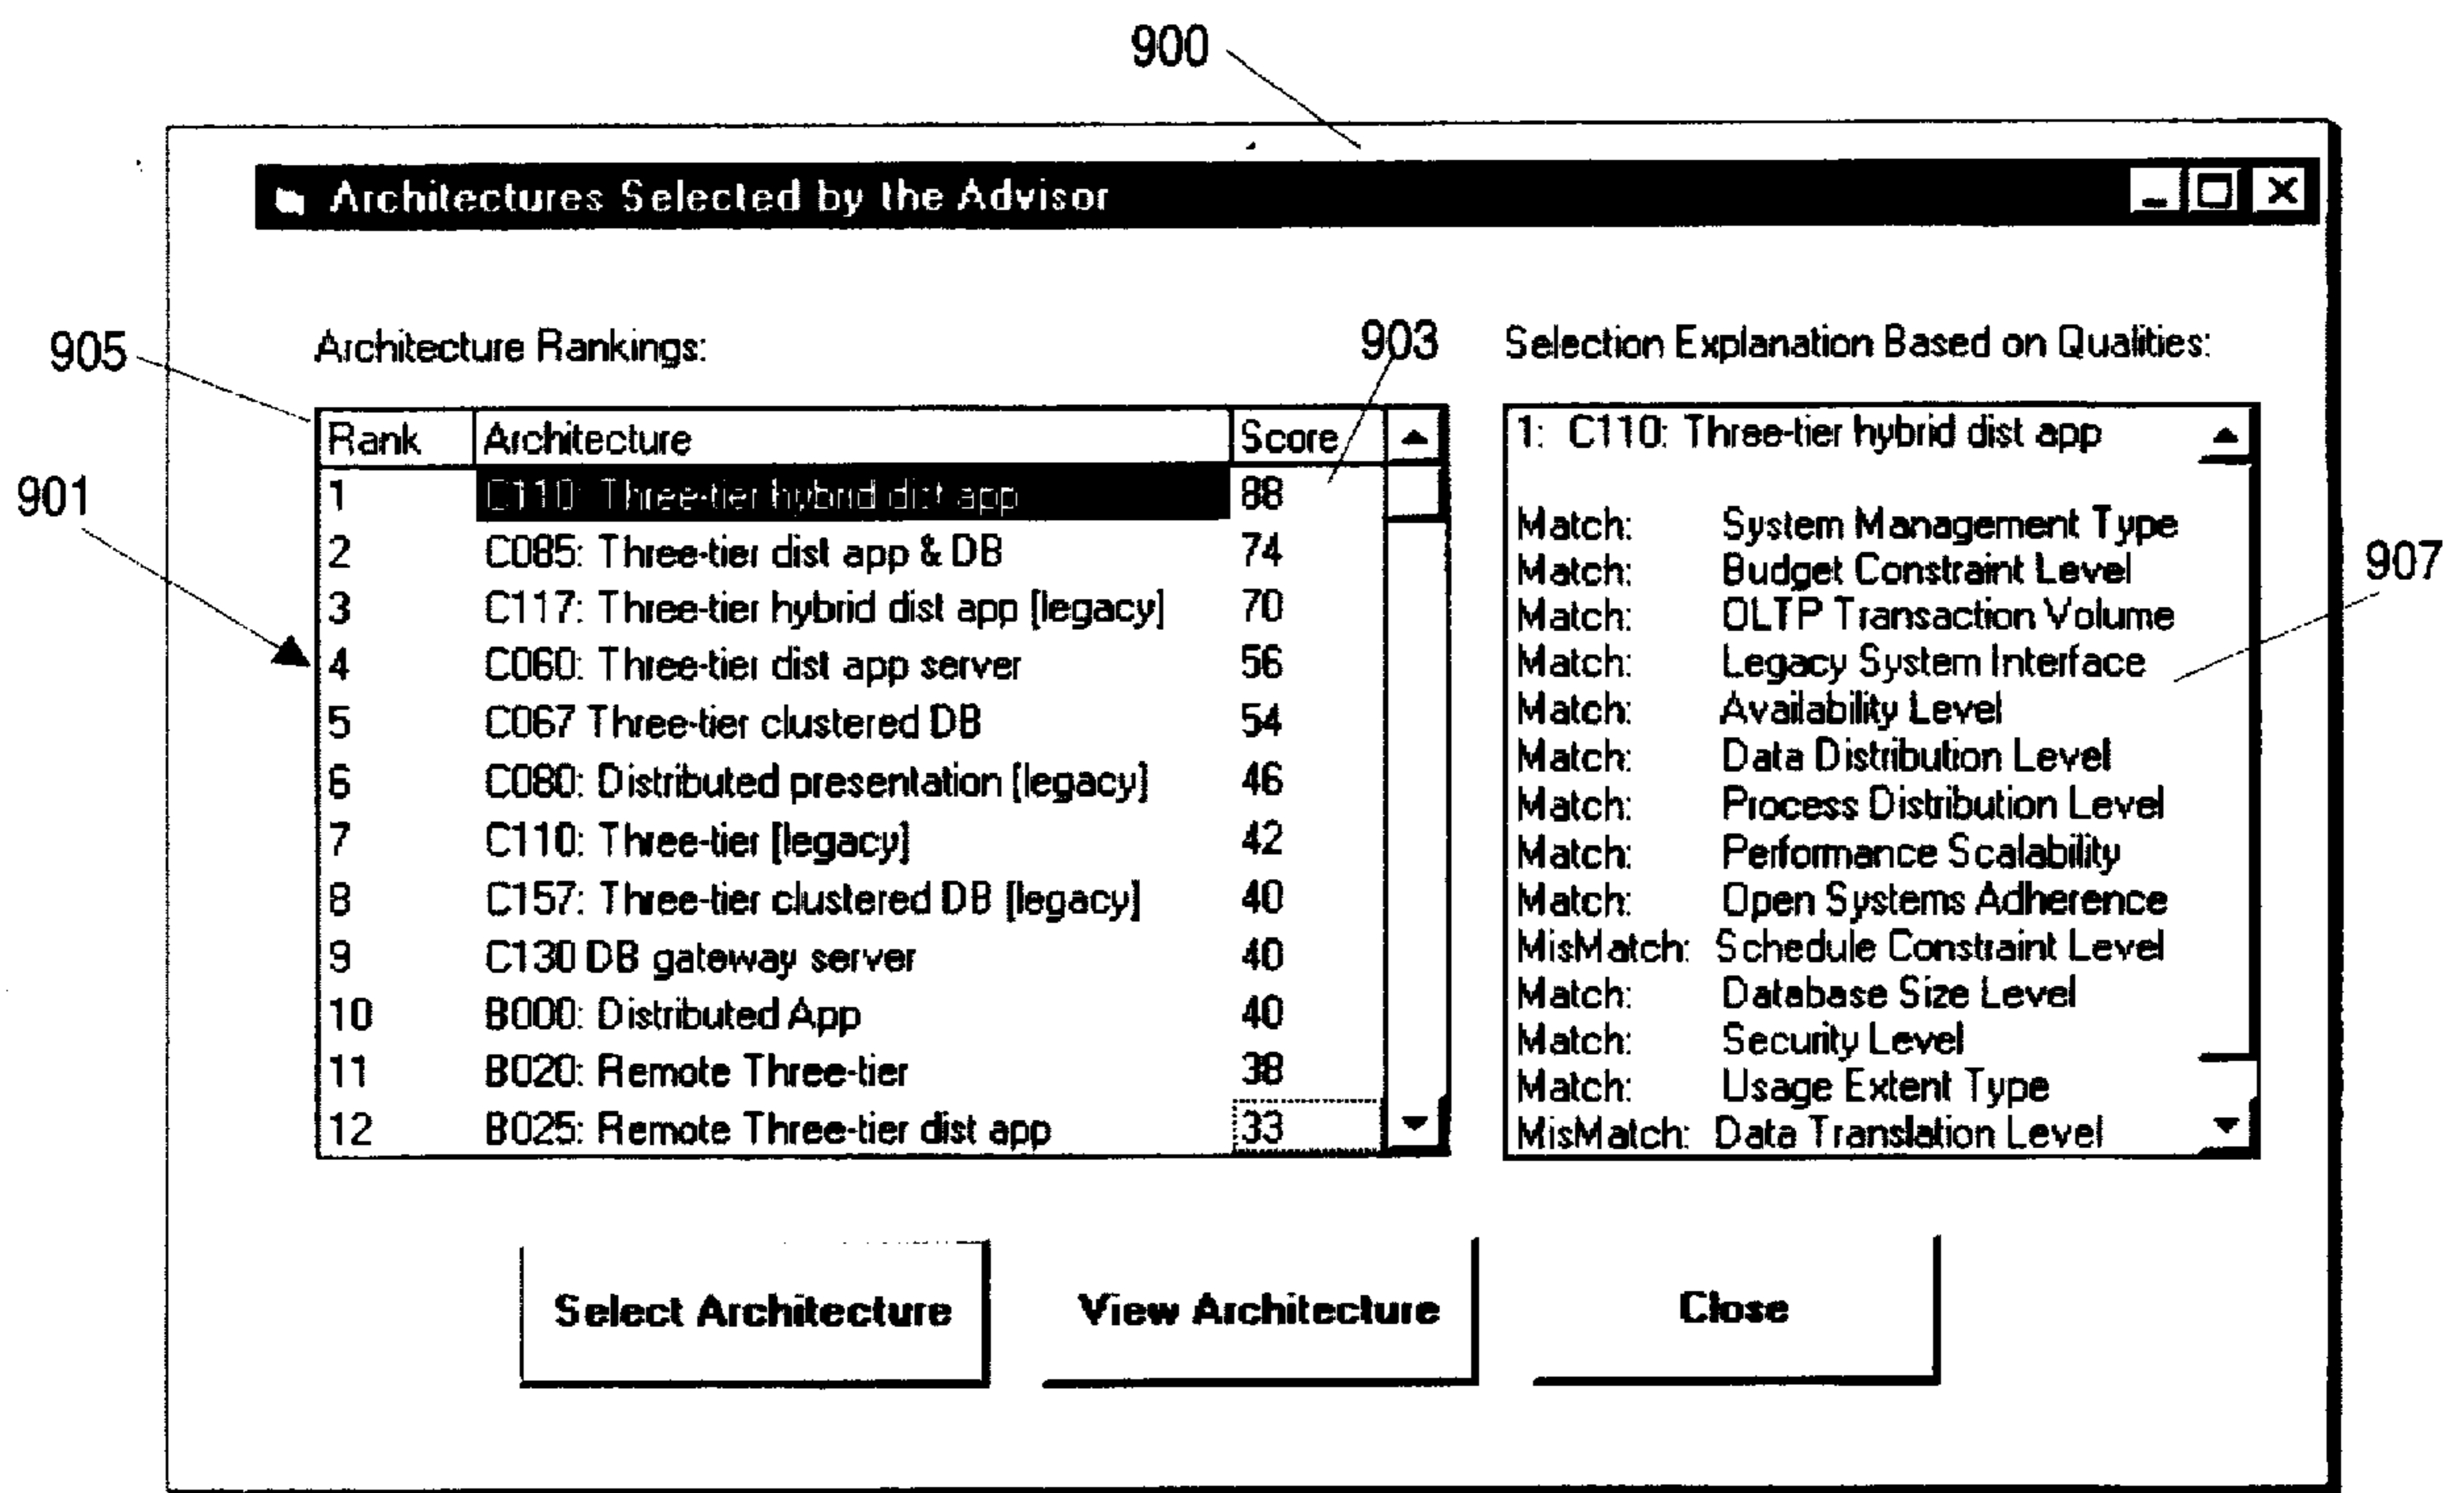 900
Architectures Selected by the Advisor
905
Architecture Rankings:
903
Selection Explanation Based on Qualities:
901
Rank Architecture Score
1 C110: Three-tier hybrid dist app 88
2 C085: Three-tier dist app & DB 74
3 C117: Three-tier hybrid dist app [legacy] 70
4 C060: Three-tier dist app server 56
5 C067 Three-tier clustered DB 54
6 C080: Distributed presentation [legacy] 46
7 C110: Three-tier [legacy] 42
8 C157: Three-tier clustered DB [legacy] 40
9 C130 DB gateway server 40
10 B000: Distributed App 40
11 B020: Remote Three-tier 38
12 B025: Remote Three-tier dist app 33
1: C110: Three-tier hybrid dist app
Match: System Management Type
Match: Budget Constraint Level
Match: OLTP Transaction Volume
Match: Legacy System Interface
Match: Availability Level
Match: Data Distribution Level
Match: Process Distribution Level
Match: Performance Scalability
Match: Open Systems Adherence
MisMatch: Schedule Constraint Level
Match: Database Size Level
Match: Security Level
Match: Usage Extent Type
MisMatch: Data Translation Level
907
Select Architecture
View Architecture
Close